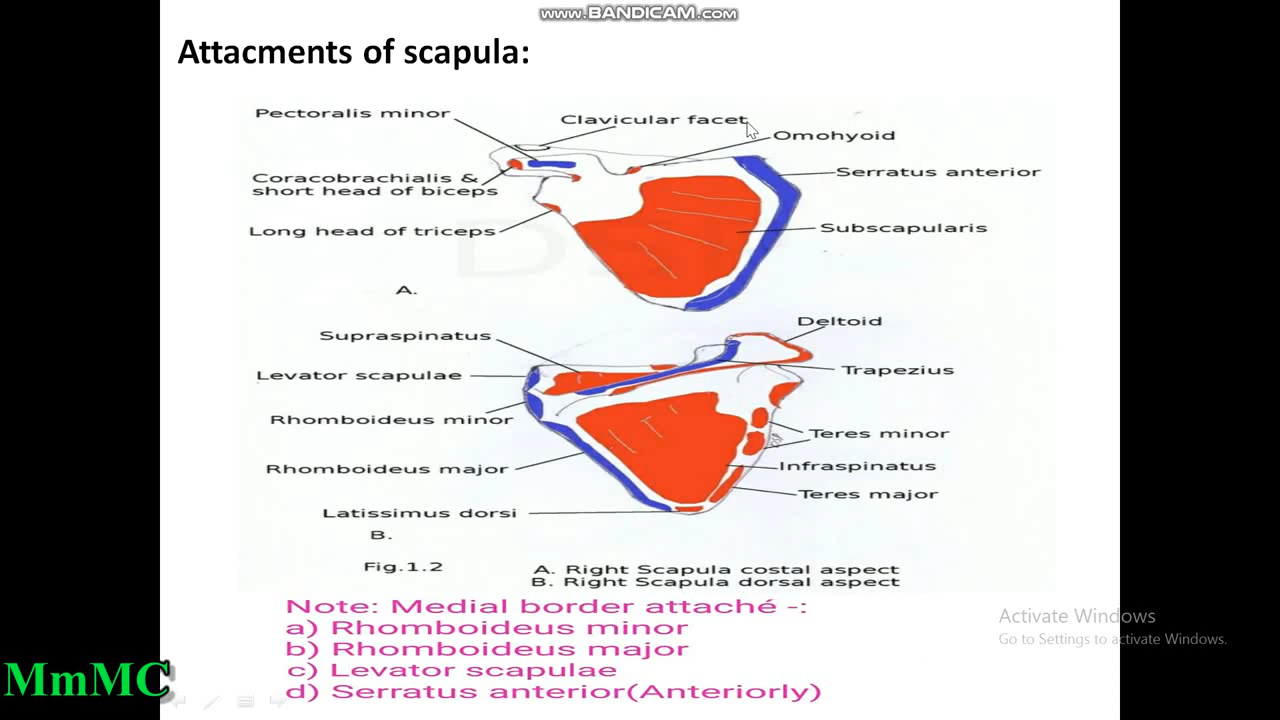 www.BANDICAM.com
Attacments of scapula:
Pectoralis minor
Clavicular facet
Omohyoid
Coracobrachialis &
short head of biceps
Serratus anterior
Long head of triceps
Subscapularis
A.
Deltoid
Supraspinatus
Levator scapulae
Trapezius
Rhomboideus minor
Teres minor
Rhomboideus major
Infraspinatus
Teres major
Latissimus dorsi
B.
Fig.1.2
A. Right Scapula costal aspect
B. Right Scapula dorsal aspect
Note: Medial border attaché -:
a) Rhomboideus minor
b) Rhomboideus major
c) Levator scapulae
d) Serratus anterior(Anteriorly)
Activate Windows
Go to Settings to activate Windows.
MmMC